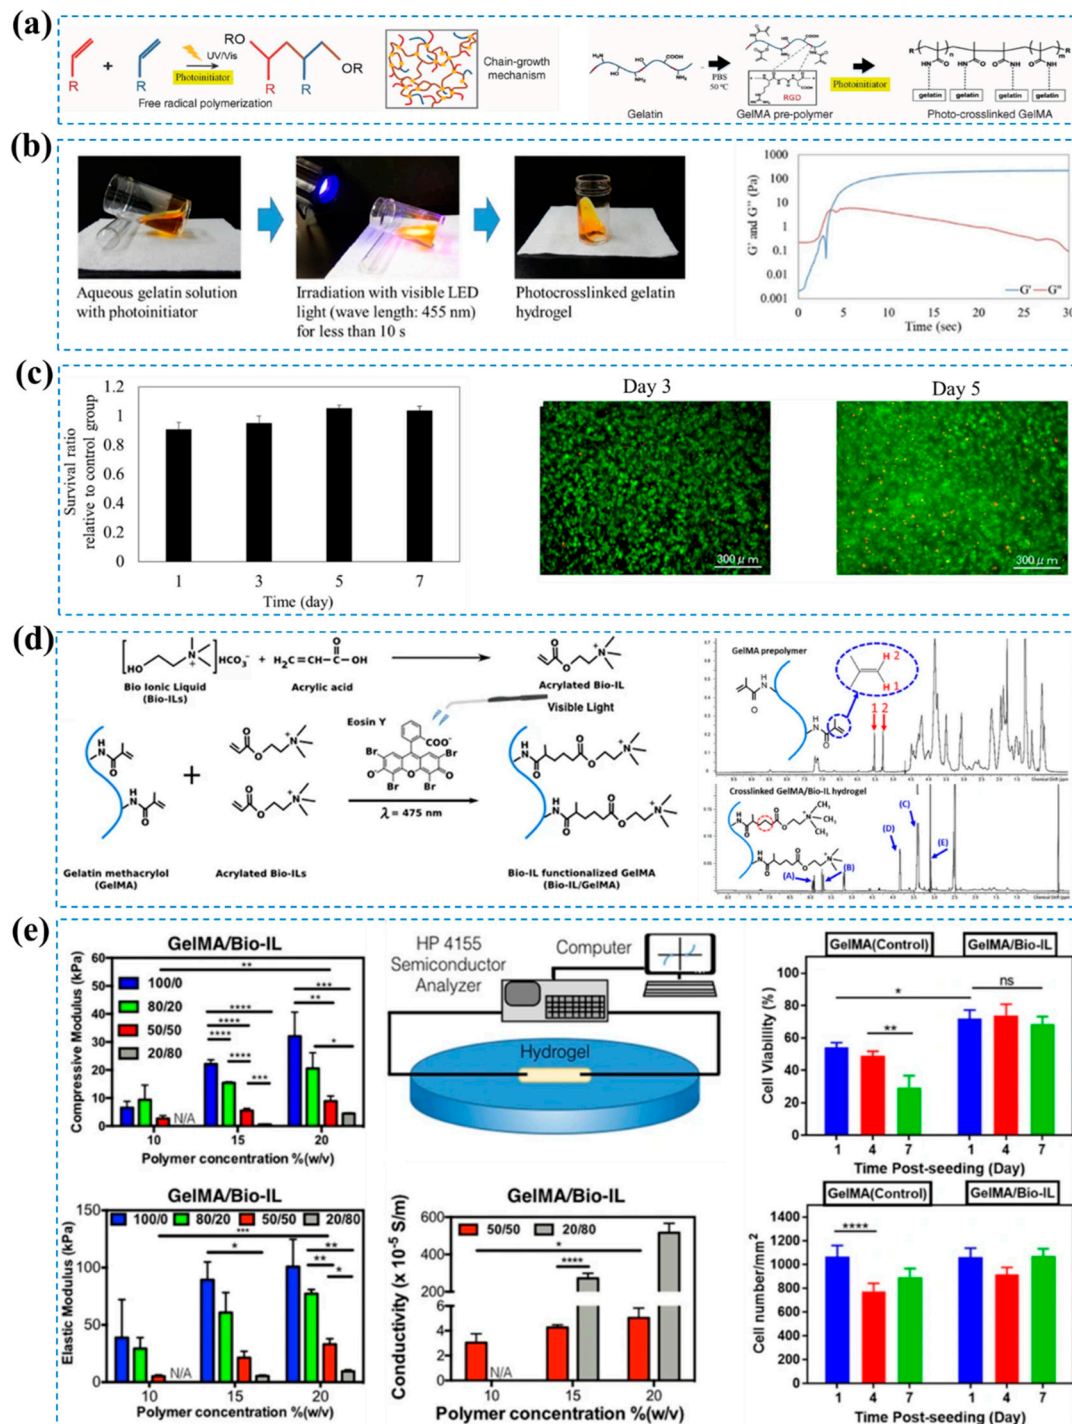 (a)
RO
UV/Vis
Photoinitiator
R
R
R
R
OR
Free radical polymerization
Chain-growth
mechanism
COOH
HO
NH₂
NH₂
Gelatin
PBS
50 ºC
RGD
GelMA pre-polymer
Photoinitiator
R
R
n
m
gelatin
gelatin
gelatin
gelatin
Photo-crosslinked GelMA
(b)
Aqueous gelatin solution
with photoinitiator
Irradiation with visible LED
light (wave length: 455 nm)
for less than 10 s
Photocrosslinked gelatin
hydrogel
G' and G'' (Pa)
1000
100
10
1
0.1
0.01
0.001
0
5
10
15
20
25
30
G'
G''
Time (sec)
(c)
Survival ratio
relative to control group
1.2
1
0.8
0.6
0.4
0.2
0
1
3
5
7
Time (day)
Day 3
300 μm
Day 5
300 μm
(d)
HO
N
+
HCO₃⁻
+
H₂C=CH
O
OH
Bio Ionic Liquid
(Bio-ILs)
Acrylic acid
Acrylated Bio-IL
Visible Light
Eosin Y
COO⁻
Br
Br
Br
Br
λ = 475 nm
Gelatin methacrylol
(GelMA)
Acrylated Bio-ILs
Bio-IL functionalized GelMA
(Bio-IL/GelMA)
GelMA prepolymer
H 2
H 1
1 2
Crosslinked GelMA/Bio-IL hydrogel
(A)
(B)
(C)
(D)
(E)
(e)
GelMA/Bio-IL
Compressive Modulus (kPa)
60
50
40
30
20
10
0
100/0
80/20
50/50
20/80
N/A
10
15
20
Polymer concentration %(w/v)
HP 4155
Semiconductor
Analyzer
Computer
Hydrogel
GelMA(Control)
GelMA/Bio-IL
Cell Viability (%)
100
80
60
40
20
0
*
**
ns
1
4
7
1
4
7
Time Post-seeding (Day)
GelMA/Bio-IL
Elastic Modulus (kPa)
150
100
50
0
100/0
80/20
50/50
20/80
N/A
10
15
20
Polymer concentration %(w/v)
GelMA/Bio-IL
Conductivity (x 10⁻⁵ S/m)
600
400
200
6
4
2
0
50/50
20/80
*
****
N/A
10
15
20
Polymer concentration %(w/v)
GelMA(Control)
GelMA/Bio-IL
Cell number/mm²
1400
1200
1000
800
600
400
200
0
****
1
4
7
1
4
7
Time Post-seeding (Day)